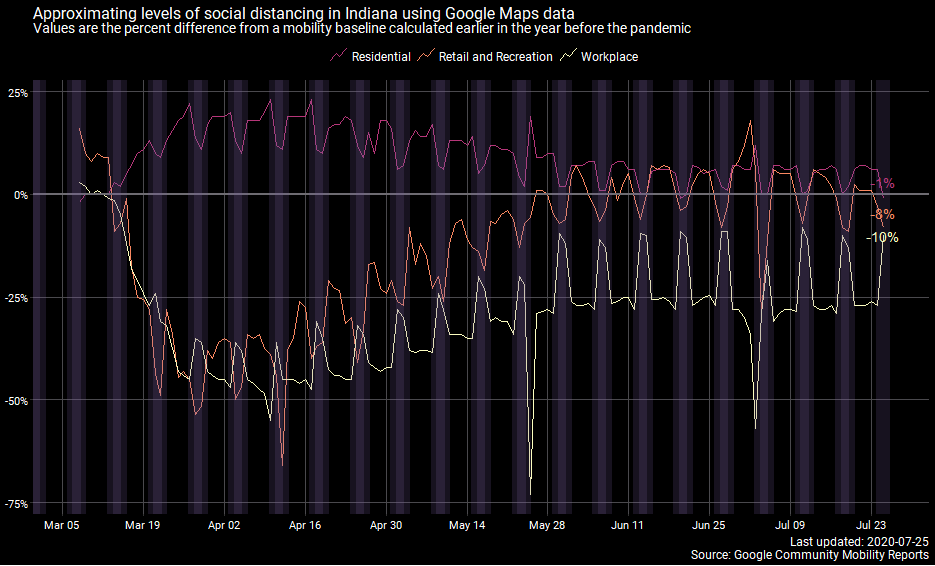 Approximating levels of social distancing in Indiana using Google Maps data
Values are the percent difference from a mobility baseline calculated earlier in the year before the pandemic
Residential Retail and Recreation Workplace
25%
0%
-25%
-50%
-75%
-1%
-8%
-10%
Mar 05 Mar 19 Apr 02 Apr 16 Apr 30 May 14 May 28 Jun 11 Jun 25 Jul 09 Jul 23
Last updated: 2020-07-25
Source: Google Community Mobility Reports